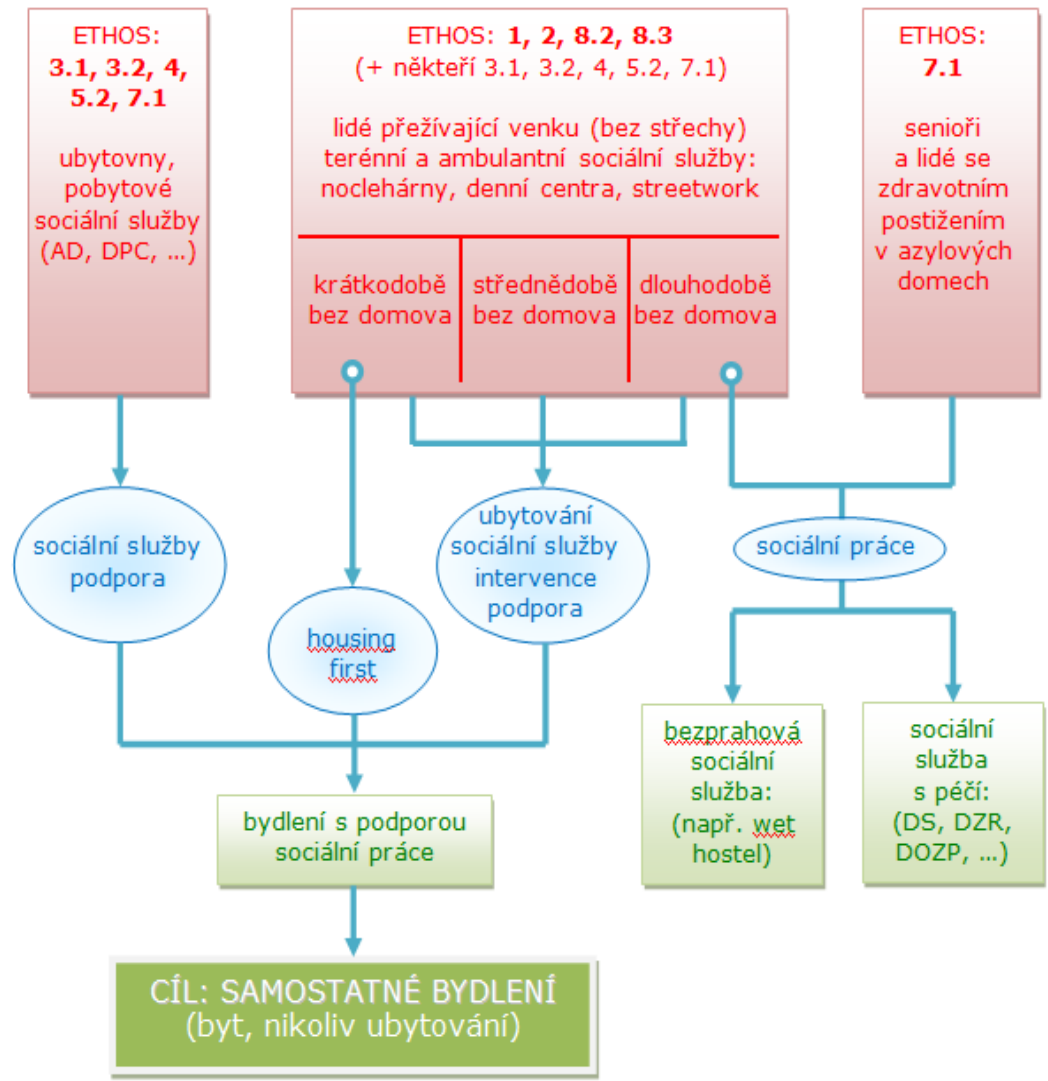 ETHOS:
3.1, 3.2, 4,
5.2, 7.1
ubytovny,
pobytové
sociální služby
(AD, DPC, ...)
ETHOS: 1, 2, 8.2, 8.3
(+ někteří 3.1, 3.2, 4, 5.2, 7.1)
lidé přežívající venku (bez střechy)
terénní a ambulantní sociální služby:
noclehárny, denní centra, streetwork
krátkodobě
bez domova
střednědobě
bez domova
dlouhodobě
bez domova
ETHOS:
7.1
senioři
a lidé se
zdravotním
postižením
v azylových
domech
sociální služby
podpora
housing
first
ubytování
sociální služby
intervence
podpora
sociální práce
bydlení s podporou
sociální práce
bezprahová
sociální
služba:
(např. wet
hostel)
sociální
služba
s péčí:
(DS, DZR,
DOZP, ...)
CÍL: SAMOSTATNÉ BYDLENÍ
(byt, nikoliv ubytování)